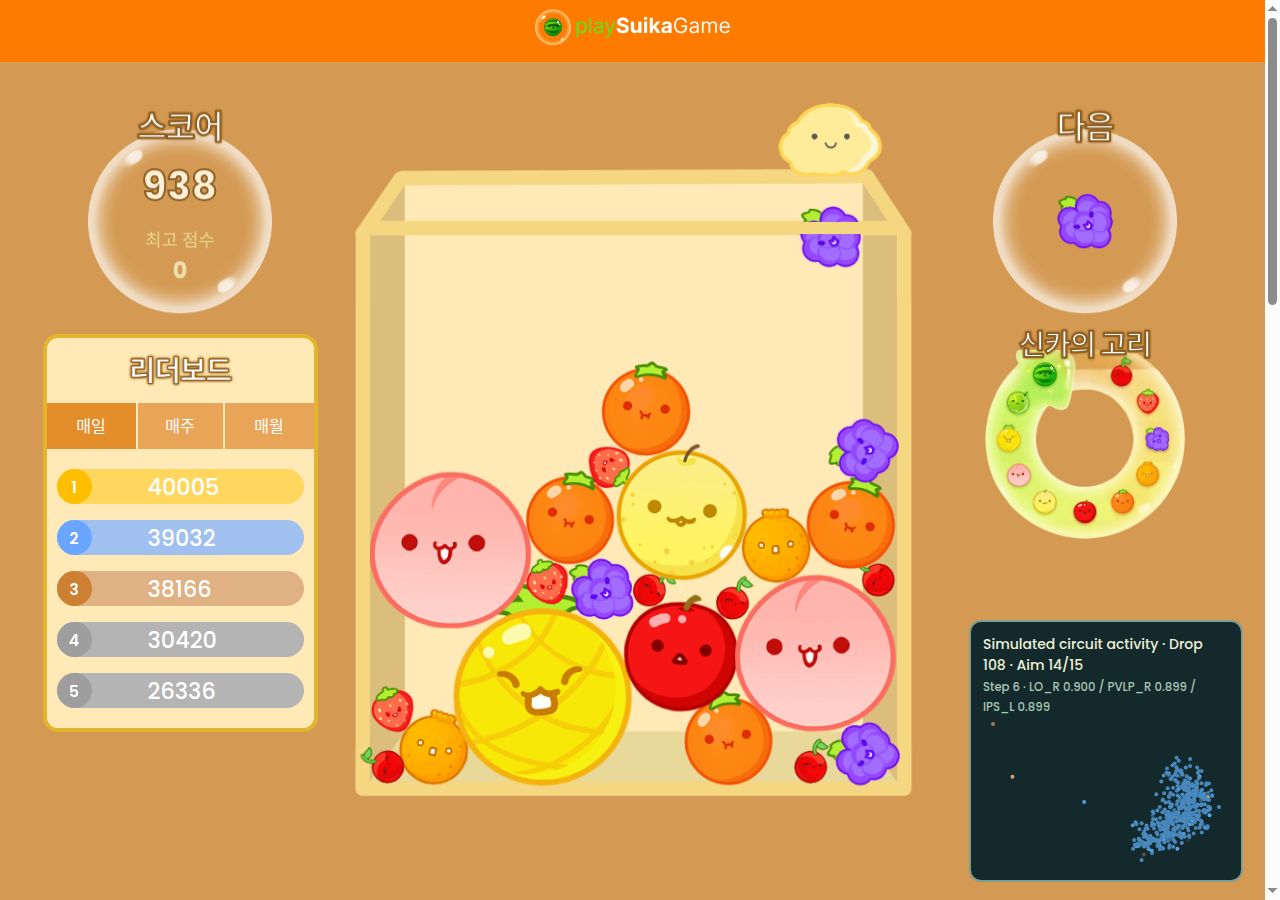 playSuikaGame
스코어
938
최고 점수
0
다음
신카의 고리
리더보드
매일 매주 매월
1 40005
2 39032
3 38166
4 30420
5 26336
Simulated circuit activity · Drop
108 · Aim 14/15
Step 6 · LO_R 0.900 / PVLP_R 0.899 /
IPS_L 0.899